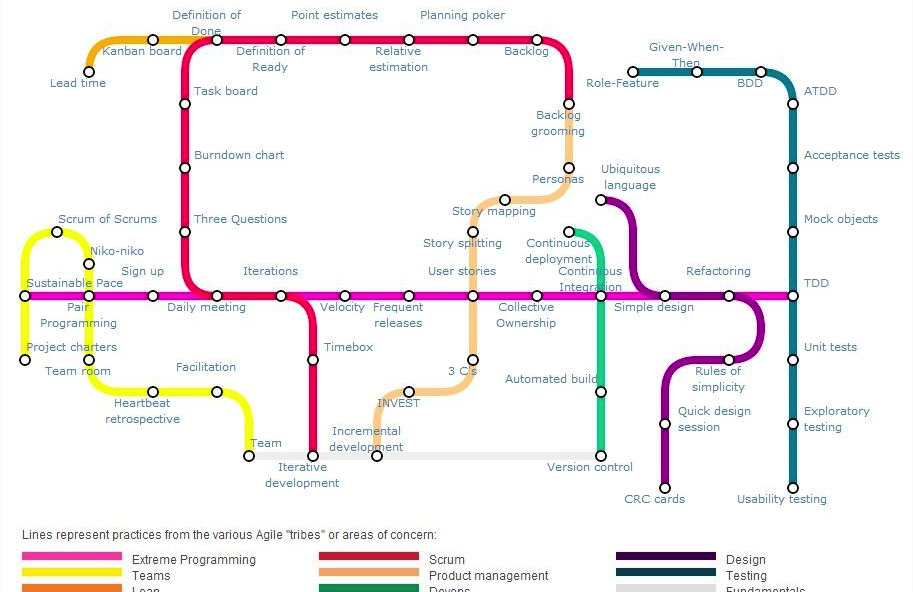 Definition of
Done
Point estimates
Planning poker
Kanban board
Definition of
Ready
Relative
estimation
Backlog
Given-When-
Then
Lead time
Role-Feature
BDD
Task board
ATDD
Backlog
grooming
Burndown chart
Acceptance tests
Personas
Ubiquitous
language
Story mapping
Scrum of Scrums
Three Questions
Mock objects
Niko-niko
Story splitting
Continuous
deployment
Sign up
Iterations
User stories
Continuous
Integration
Refactoring
Sustainable Pace
TDD
Pair
Programming
Daily meeting
Velocity
Frequent
releases
Collective
Ownership
Simple design
Project charters
Timebox
Unit tests
Team room
Facilitation
3 C's
Automated build
Rules of
simplicity
Heartbeat
retrospective
INVEST
Quick design
session
Exploratory
testing
Team
Incremental
development
Iterative
development
Version control
CRC cards
Usability testing
Lines represent practices from the various Agile "tribes" or areas of concern:
Extreme Programming
Scrum
Design
Teams
Product management
Testing
Lean
Devops
Fundamentals